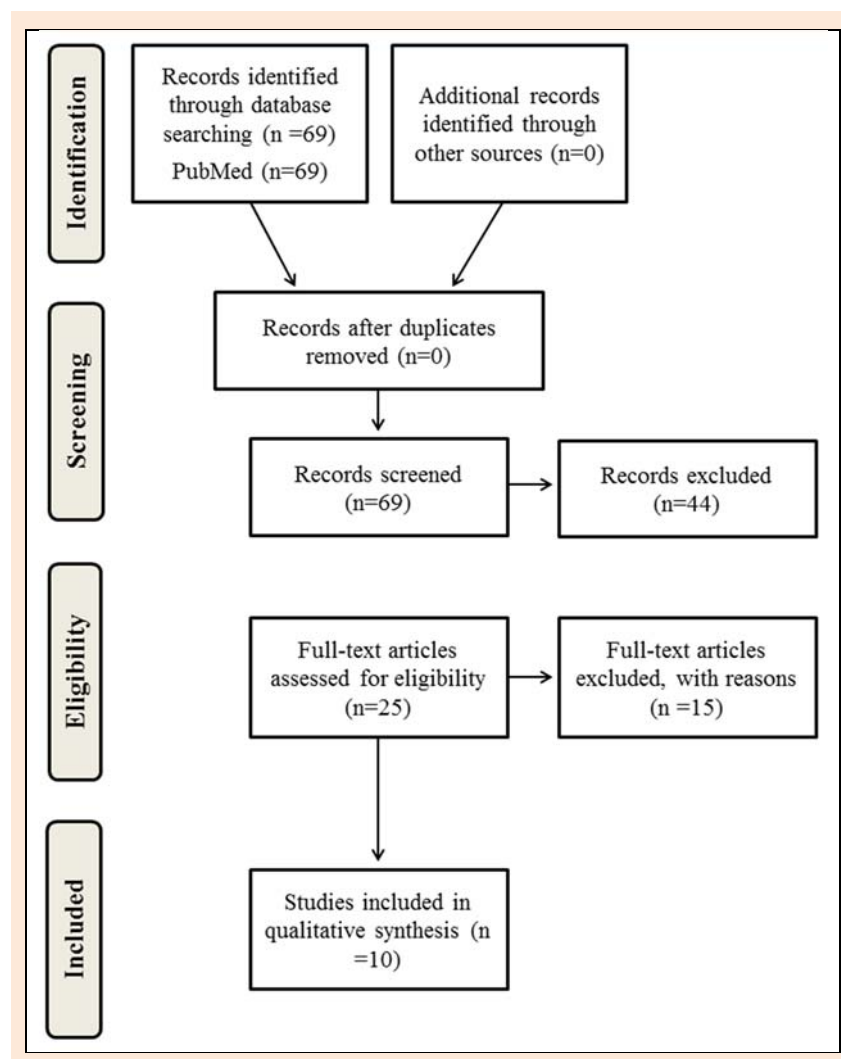 Identification
Records identified
through database
searching (n =69)
PubMed (n=69)
Additional records
identified through
other sources (n=0)
Screening
Records after duplicates
removed (n=0)
Records screened
(n=69)
Records excluded
(n=44)
Eligibility
Full-text articles
assessed for eligibility
(n=25)
Full-text articles
excluded, with reasons
(n =15)
Included
Studies included in
qualitative synthesis (n
=10)